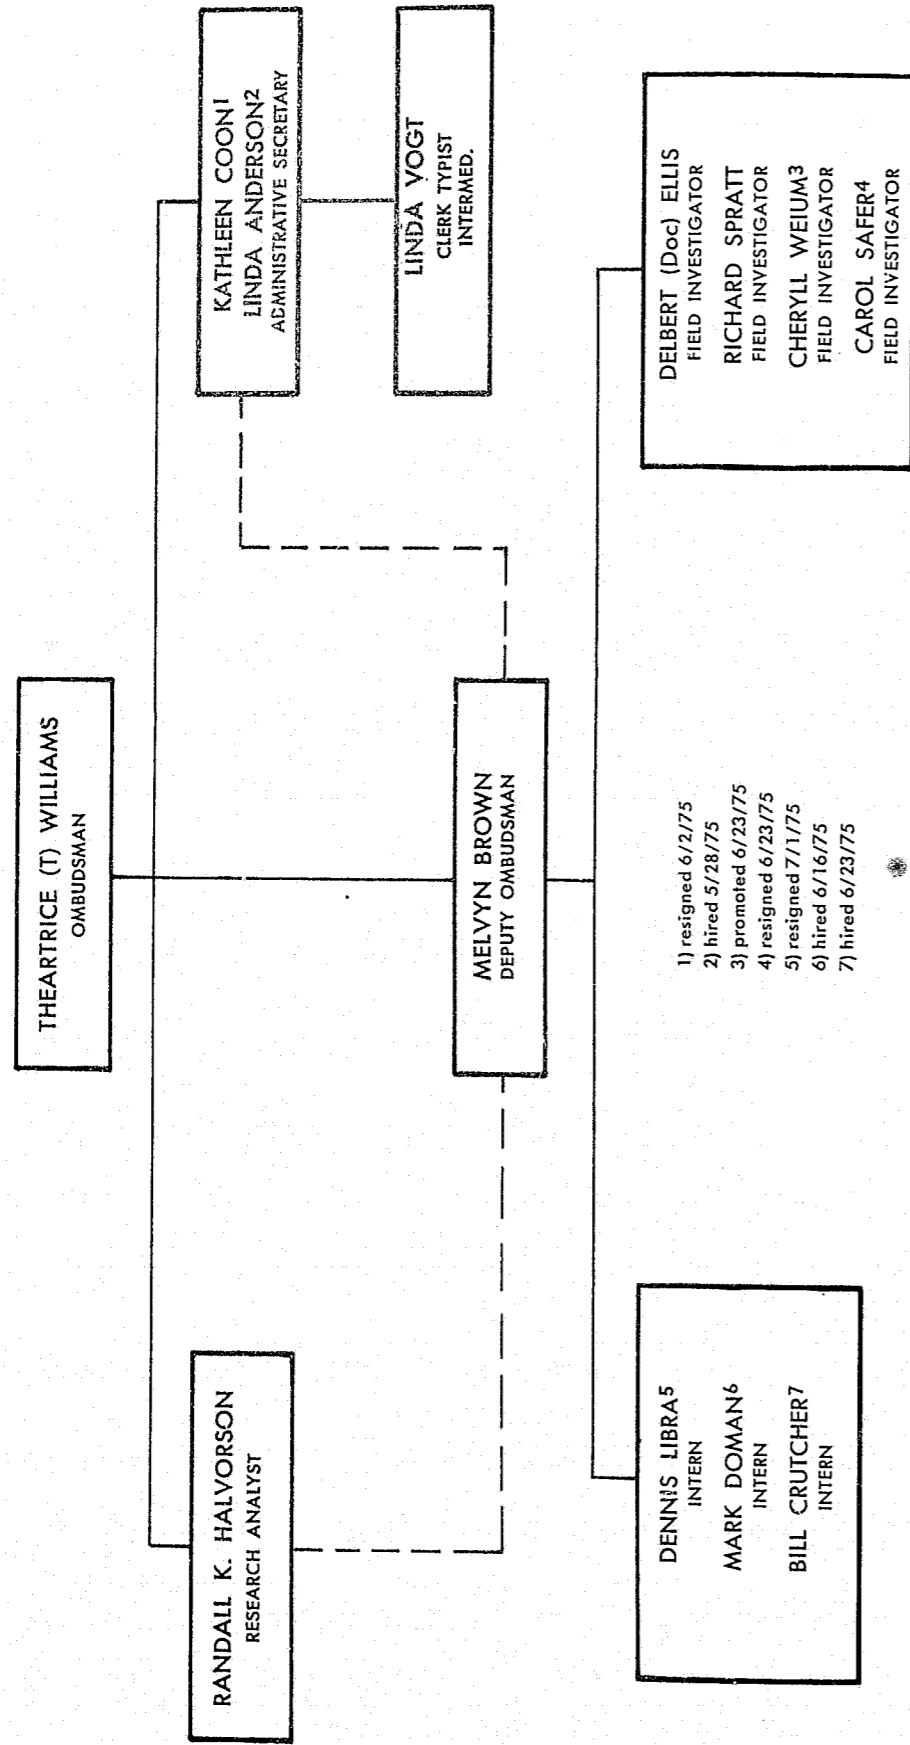 THEARTRICE (T) WILLIAMS
OMBUDSMAN
RANDALL K. HALVORSON
RESEARCH ANALYST
KATHLEEN COON¹
LINDA ANDERSON²
ADMINISTRATIVE SECRETARY
LINDA VOGT
CLERK TYPIST
INTERMED.
MELVYN BROWN
DEPUTY OMBUDSMAN
DENNIS LIBRA⁵
INTERN
MARK DOMAN⁶
INTERN
BILL CRUTCHER⁷
INTERN
1) resigned 6/2/75
2) hired 5/28/75
3) promoted 6/23/75
4) resigned 6/23/75
5) resigned 7/1/75
6) hired 6/16/75
7) hired 6/23/75
DELBERT (Doc) ELLIS
FIELD INVESTIGATOR
RICHARD SPRATT
FIELD INVESTIGATOR
CHERYLL WEIUM³
FIELD INVESTIGATOR
CAROL SAFER⁴
FIELD INVESTIGATOR